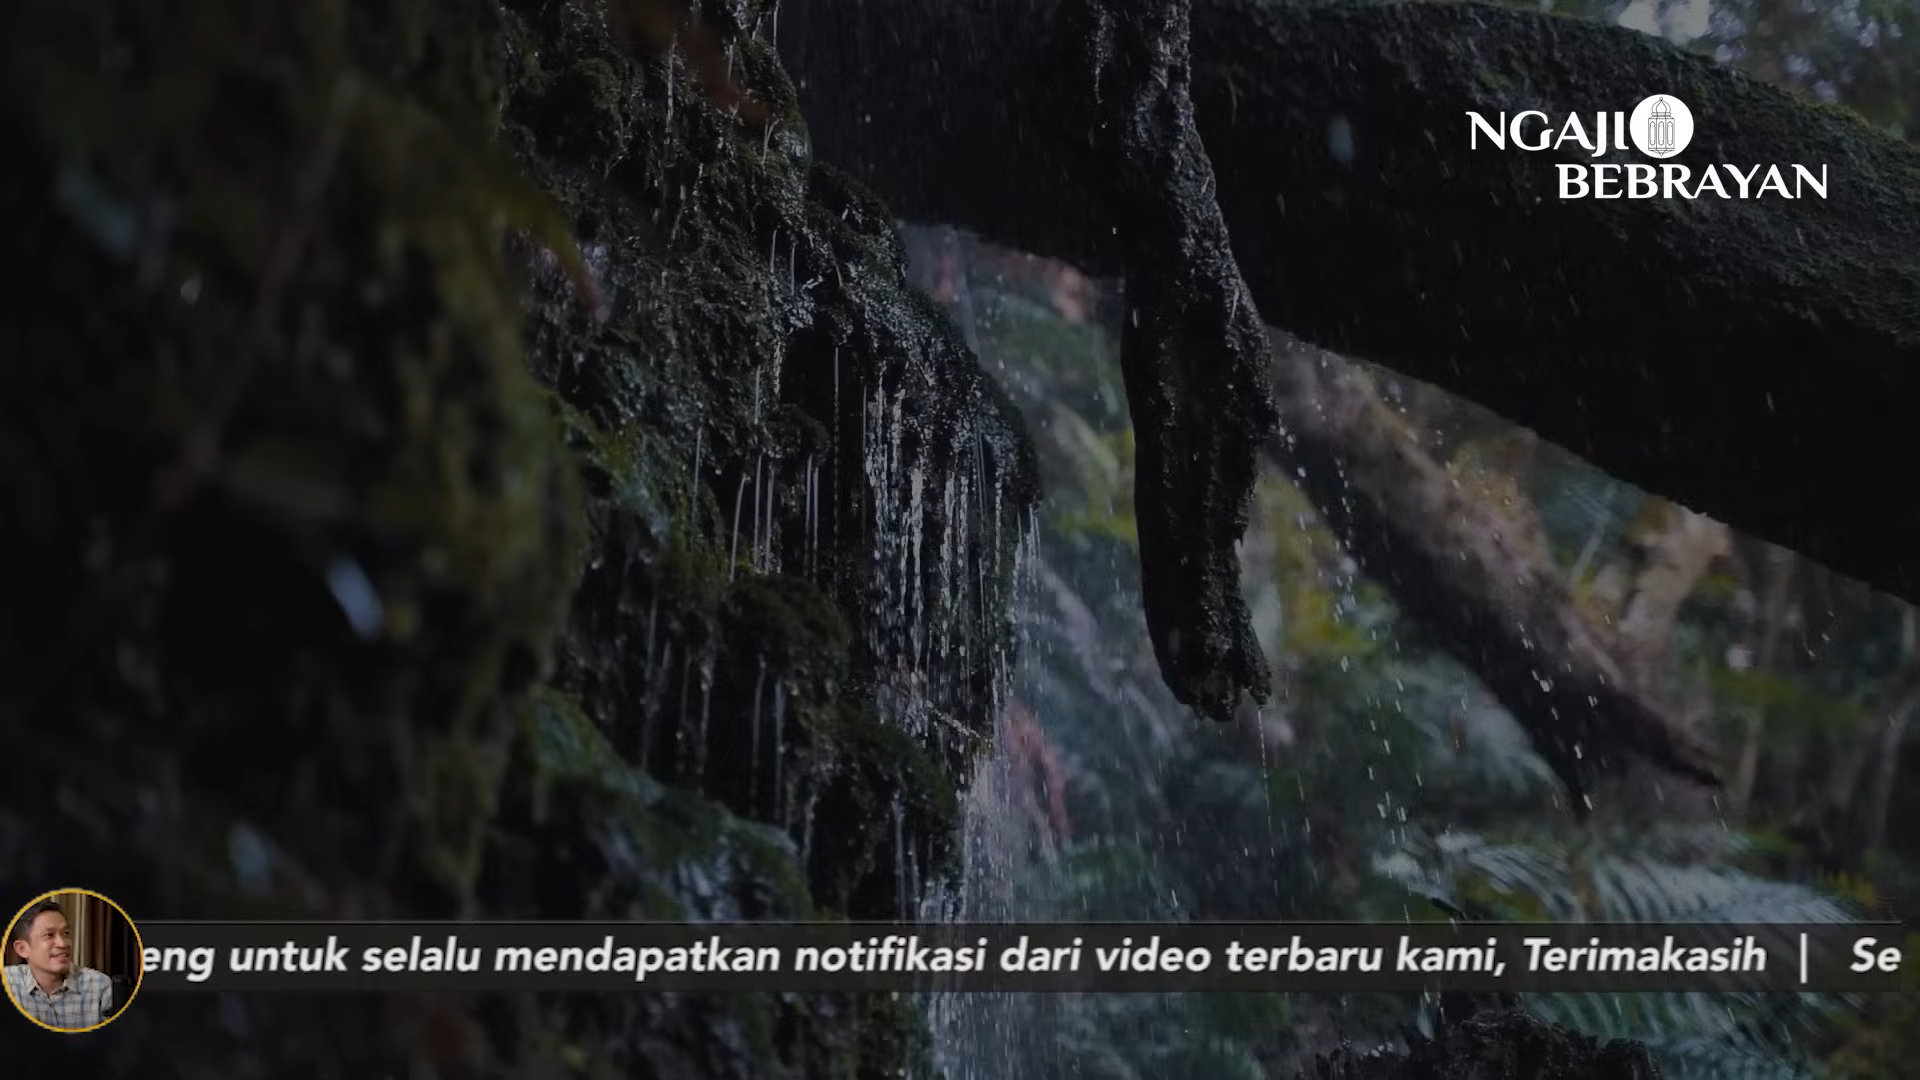 NGAJI
BEBRAYAN
eng untuk selalu mendapatkan notifikasi dari video terbaru kami, Terimakasih | Se